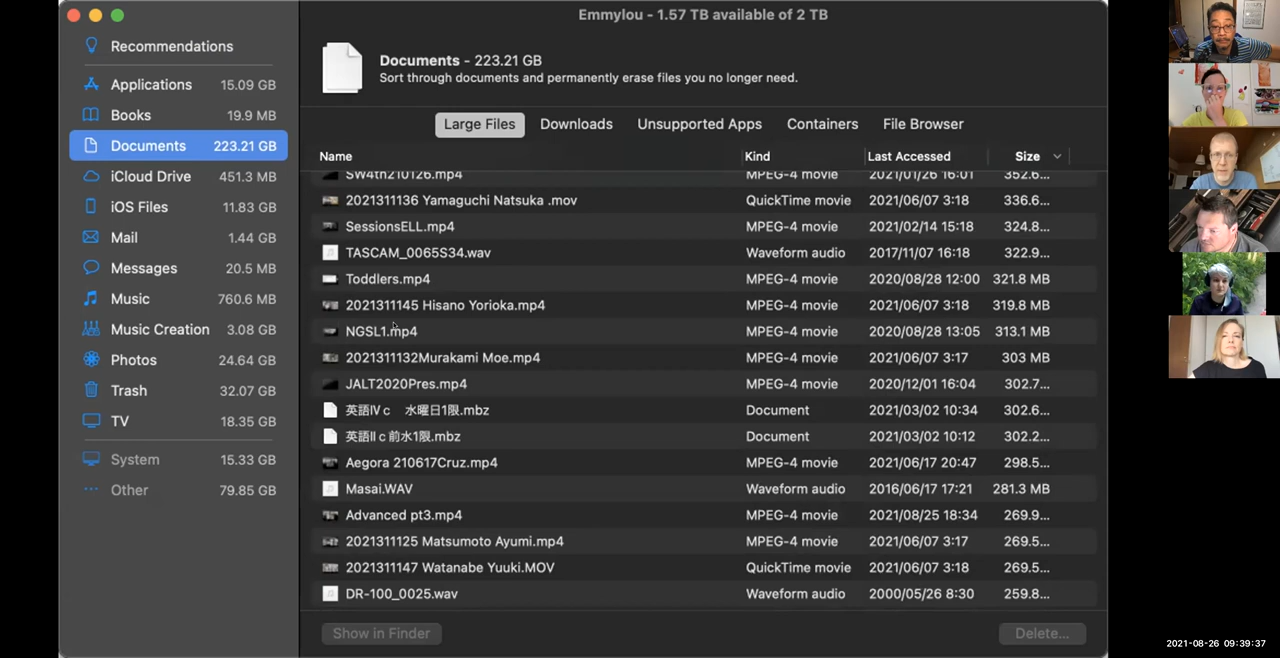 Emmylou - 1.57 TB available of 2 TB
Recommendations
Applications 15.09 GB
Books 19.9 MB
Documents 223.21 GB
iCloud Drive 451.3 MB
iOS Files 11.83 GB
Mail 1.44 GB
Messages 20.5 MB
Music 760.6 MB
Music Creation 3.08 GB
Photos 24.64 GB
Trash 32.07 GB
TV 18.35 GB
System 15.33 GB
Other 79.85 GB
Documents - 223.21 GB
Sort through documents and permanently erase files you no longer need.
Large Files Downloads Unsupported Apps Containers File Browser
Name Kind Last Accessed Size
SW4th210126.mp4 MPEG-4 movie 2021/01/26 16:01 352.6...
2021311136 Yamaguchi Natsuka .mov QuickTime movie 2021/06/07 3:18 336.6...
SessionsELL.mp4 MPEG-4 movie 2021/02/14 15:18 324.8...
TASCAM_0065S34.wav Waveform audio 2017/11/07 16:18 322.9...
Toddlers.mp4 MPEG-4 movie 2020/08/28 12:00 321.8 MB
2021311145 Hisano Yorioka.mp4 MPEG-4 movie 2021/06/07 3:18 319.8 MB
NGSL1.mp4 MPEG-4 movie 2020/08/28 13:05 313.1 MB
2021311132Murakami Moe.mp4 MPEG-4 movie 2021/06/07 3:17 303 MB
JALT2020Pres.mp4 MPEG-4 movie 2020/12/01 16:04 302.7...
英語Ⅳc　水曜日1限.mbz Document 2021/03/02 10:34 302.6...
英語Ⅱc前水1限.mbz Document 2021/03/02 10:12 302.2...
Aegora 210617Cruz.mp4 MPEG-4 movie 2021/06/17 20:47 298.5...
Masai.WAV Waveform audio 2016/06/17 17:21 281.3 MB
Advanced pt3.mp4 MPEG-4 movie 2021/08/25 18:34 269.9...
2021311125 Matsumoto Ayumi.mp4 MPEG-4 movie 2021/06/07 3:17 269.5...
2021311147 Watanabe Yuuki.MOV QuickTime movie 2021/06/07 3:18 269.5...
DR-100_0025.wav Waveform audio 2000/05/26 8:30 259.8...
Show in Finder Delete...
2021-08-26 09:39:37